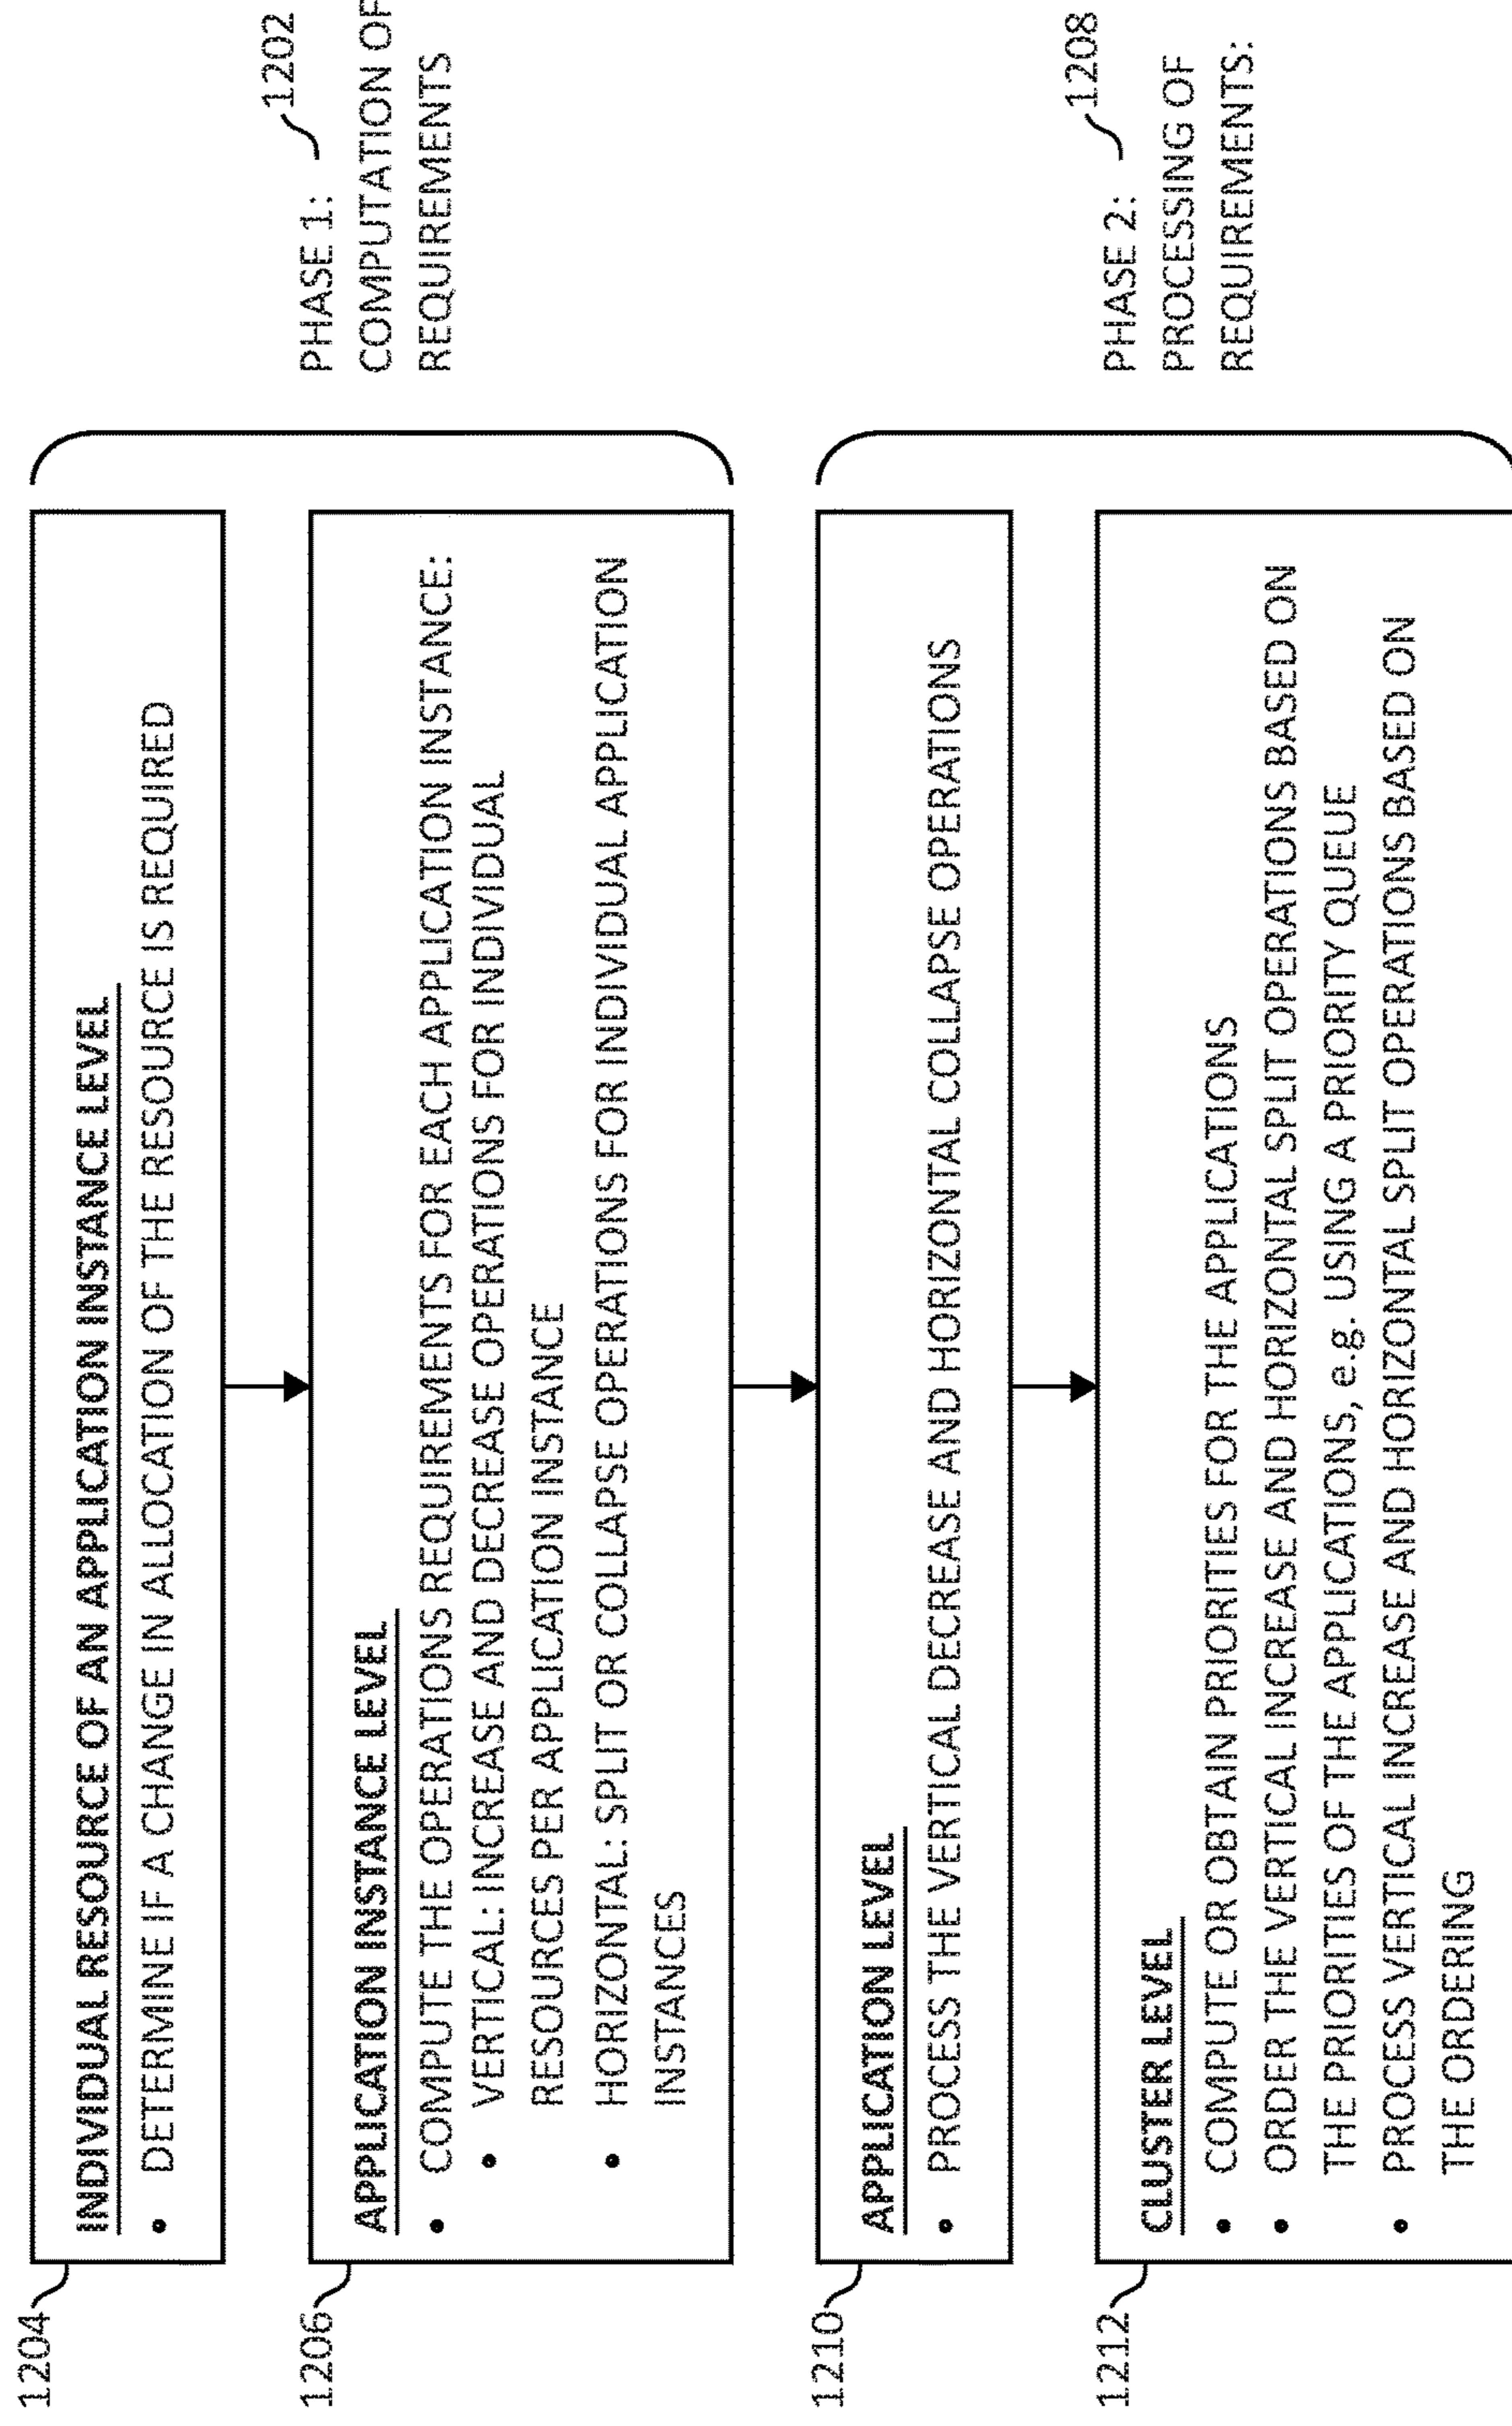 1204
INDIVIDUAL RESOURCE OF AN APPLICATION INSTANCE LEVEL
• DETERMINE IF A CHANGE IN ALLOCATION OF THE RESOURCE IS REQUIRED
1206
APPLICATION INSTANCE LEVEL
• COMPUTE THE OPERATIONS REQUIREMENTS FOR EACH APPLICATION INSTANCE:
• VERTICAL: INCREASE AND DECREASE OPERATIONS FOR INDIVIDUAL
RESOURCES PER APPLICATION INSTANCE
• HORIZONTAL: SPLIT OR COLLAPSE OPERATIONS FOR INDIVIDUAL APPLICATION
INSTANCES
1202
PHASE 1:
COMPUTATION OF
REQUIREMENTS
1210
APPLICATION LEVEL
• PROCESS THE VERTICAL DECREASE AND HORIZONTAL COLLAPSE OPERATIONS
1212
CLUSTER LEVEL
• COMPUTE OR OBTAIN PRIORITIES FOR THE APPLICATIONS
• ORDER THE VERTICAL INCREASE AND HORIZONTAL SPLIT OPERATIONS BASED ON
THE PRIORITIES OF THE APPLICATIONS, e.g. USING A PRIORITY QUEUE
• PROCESS VERTICAL INCREASE AND HORIZONTAL SPLIT OPERATIONS BASED ON
THE ORDERING
1208
PHASE 2:
PROCESSING OF
REQUIREMENTS: